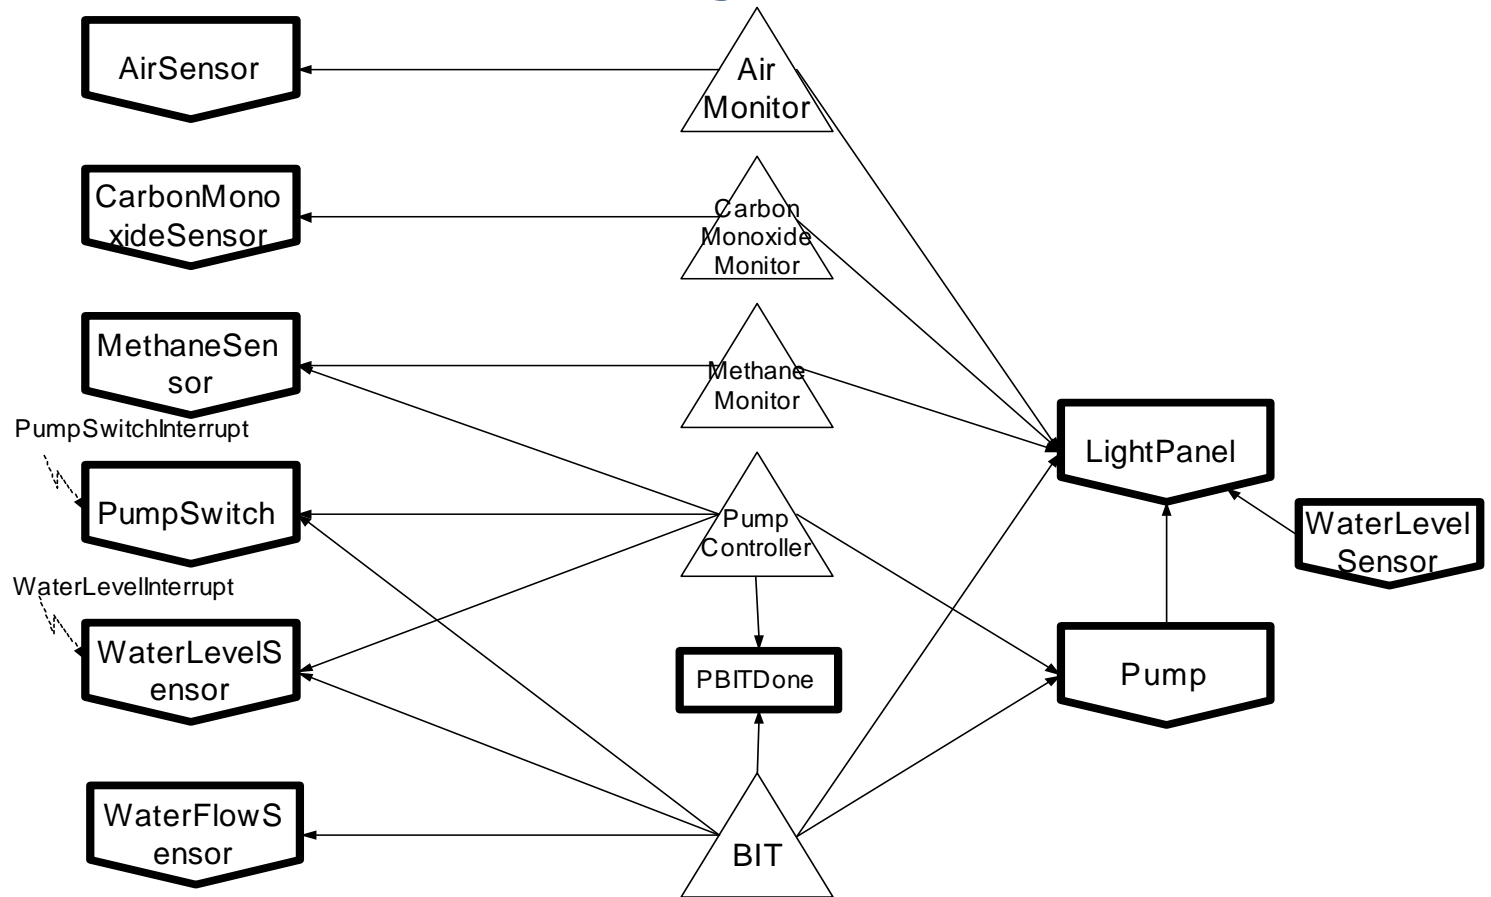 AirSensor
Air
Monitor
CarbonMono
xideSensor
Carbon
Monoxide
Monitor
MethaneSen
sor
Methane
Monitor
PumpSwitchInterrupt
PumpSwitch
Pump
Controller
LightPanel
WaterLevel
Sensor
WaterLevelInterrupt
WaterLevelS
ensor
PBITDone
Pump
WaterFlowS
ensor
BIT